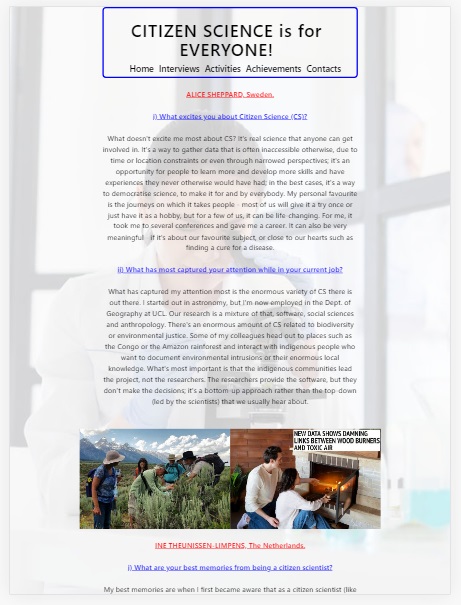 CITIZEN SCIENCE is for
EVERYONE!
Home Interviews Activities Achievements Contacts
ALICE SHEPPARD, Sweden.
i) What excites you about Citizen Science (CS)?
What doesn't excite me most about CS? It's real science that anyone can get
involved in. It's a way to gather data that is often inaccessible otherwise, due to
time or location constraints or even through narrowed perspectives; it's an
opportunity for people to learn more and develop more skills and have
experiences they never otherwise would have had; in the best cases, it's a way
to democratise science, to make it for and by everybody. My personal favourite
is the journeys on which it takes people - most of us will give it a try once or
just have it as a hobby, but for a few of us, it can be life-changing. For me, it
took me to several conferences and gave me a career. It can also be very
meaningful - if it's about our favourite subject, or close to our hearts such as
finding a cure for a disease.
ii) What has most captured your attention while in your current job?
What has captured my attention most is the enormous variety of CS there is
out there. I started out in astronomy, but I'm now employed in the Dept. of
Geography at UCL. Our research is a mixture of that, software, social sciences
and anthropology. There's an enormous amount of CS related to biodiversity
or environmental justice. Some of my colleagues head out to places such as
the Congo or the Amazon rainforest and interact with indigenous people who
want to document environmental intrusions or their enormous local
knowledge. What's most important is that the indigenous communities lead
the project, not the researchers. The researchers provide the software, but they
don't make the decisions; it's a bottom-up approach rather than the top-down
(led by the scientists) that we usually hear about.
NEW DATA SHOWS DAMNING
LINKS BETWEEN WOOD BURNERS
AND TOXIC AIR
INE THEUNISSEN-LIMPENS, The Netherlands.
i) What are your best memories from being a citizen scientist?
My best memories are when I first became aware that as a citizen scientist (like